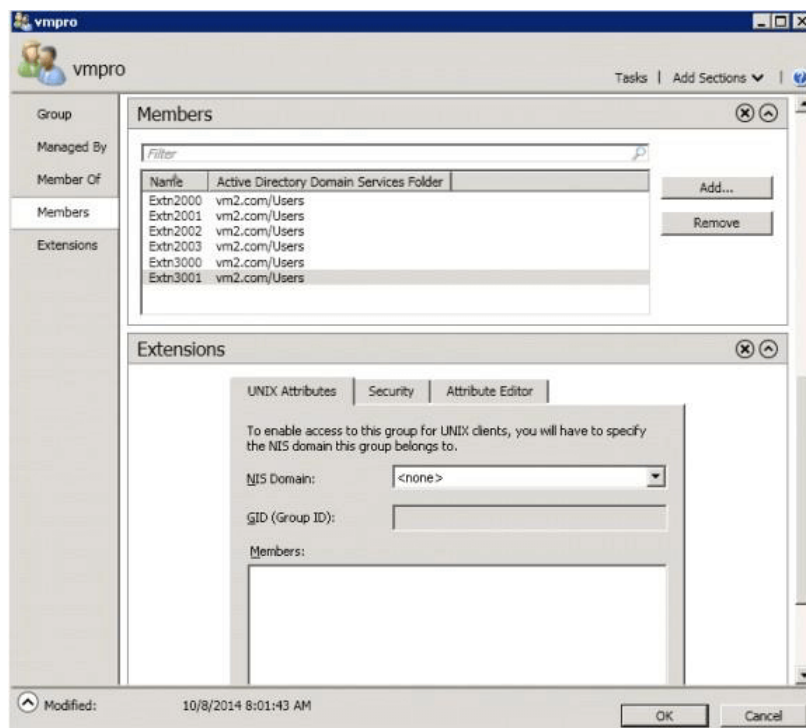 vmpro
vmpro
Tasks | Add Sections |
Group
Managed By
Member Of
Members
Extensions
Members
Filter
Name Active Directory Domain Services Folder
Extn2000 vm2.com/Users
Extn2001 vm2.com/Users
Extn2002 vm2.com/Users
Extn2003 vm2.com/Users
Extn3000 vm2.com/Users
Extn3001 vm2.com/Users
Add...
Remove
Extensions
UNIX Attributes Security Attribute Editor
To enable access to this group for UNIX clients, you will have to specify
the NIS domain this group belongs to.
NIS Domain: <none>
GID (Group ID):
Members:
Modified: 10/8/2014 8:01:43 AM
OK Cancel